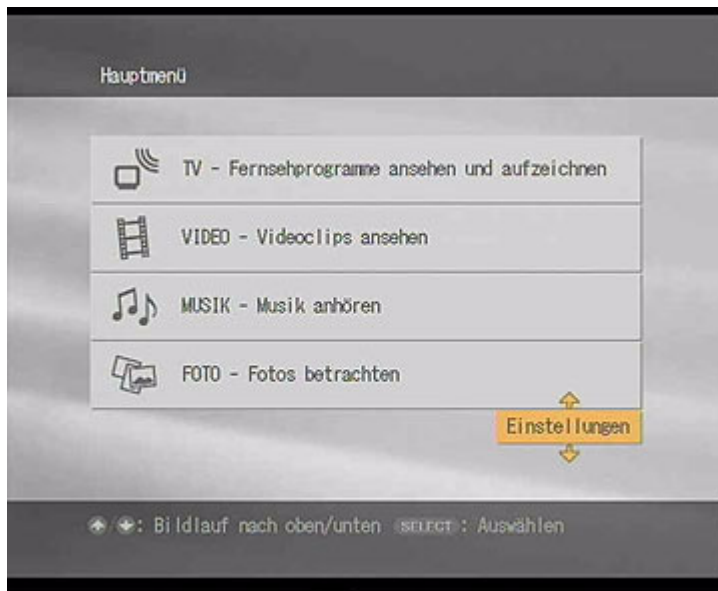 Hauptmenü
TV - Fernsehprogramme ansehen und aufzeichnen
VIDEO - Videoclips ansehen
MUSIK - Musik anhören
FOTO - Fotos betrachten
Einstellungen
: Bildlauf nach oben/unten SELECT : Auswählen